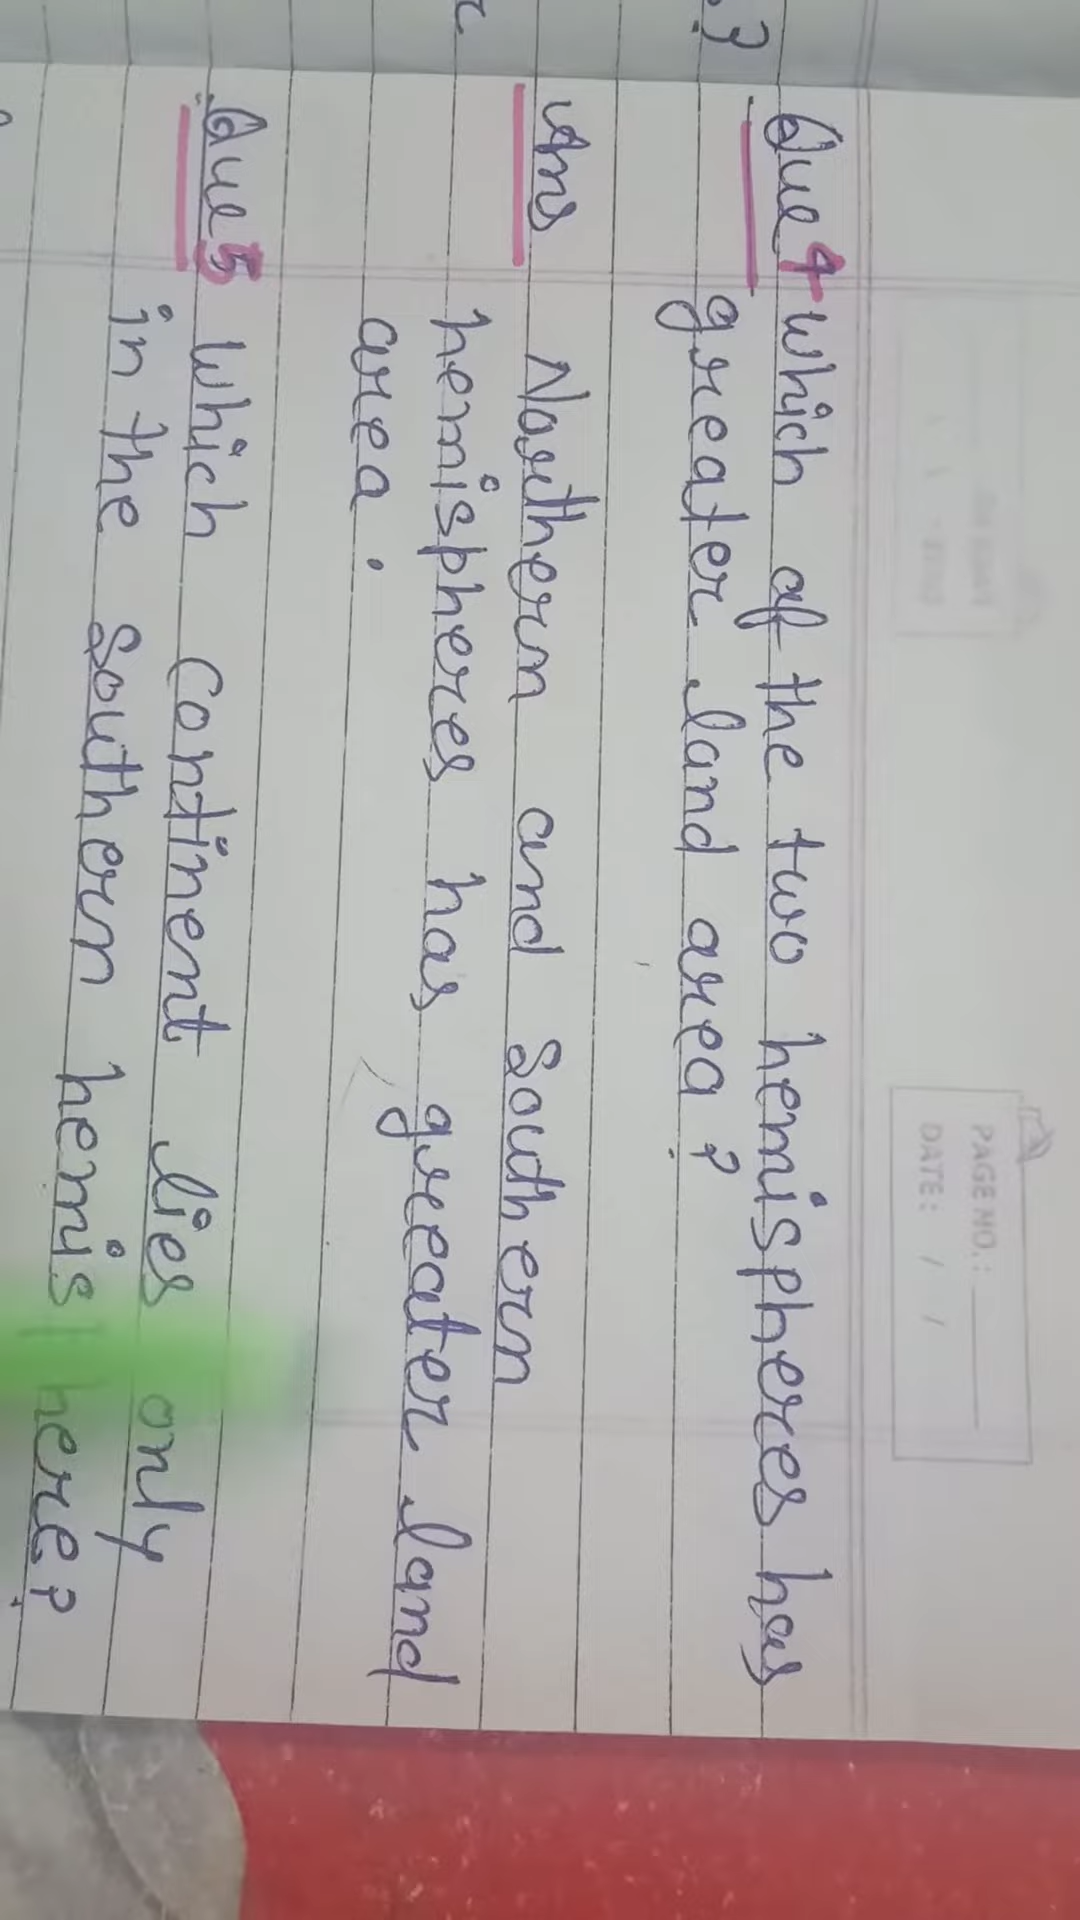 PAGE NO.:
DATE: / /
Que 4 which of the two hemispheres has
greater land area?
Ans Northern and Southern
hemispheres has greater land
area.
Que 5 which continent lies only
in the southern hemisphere?